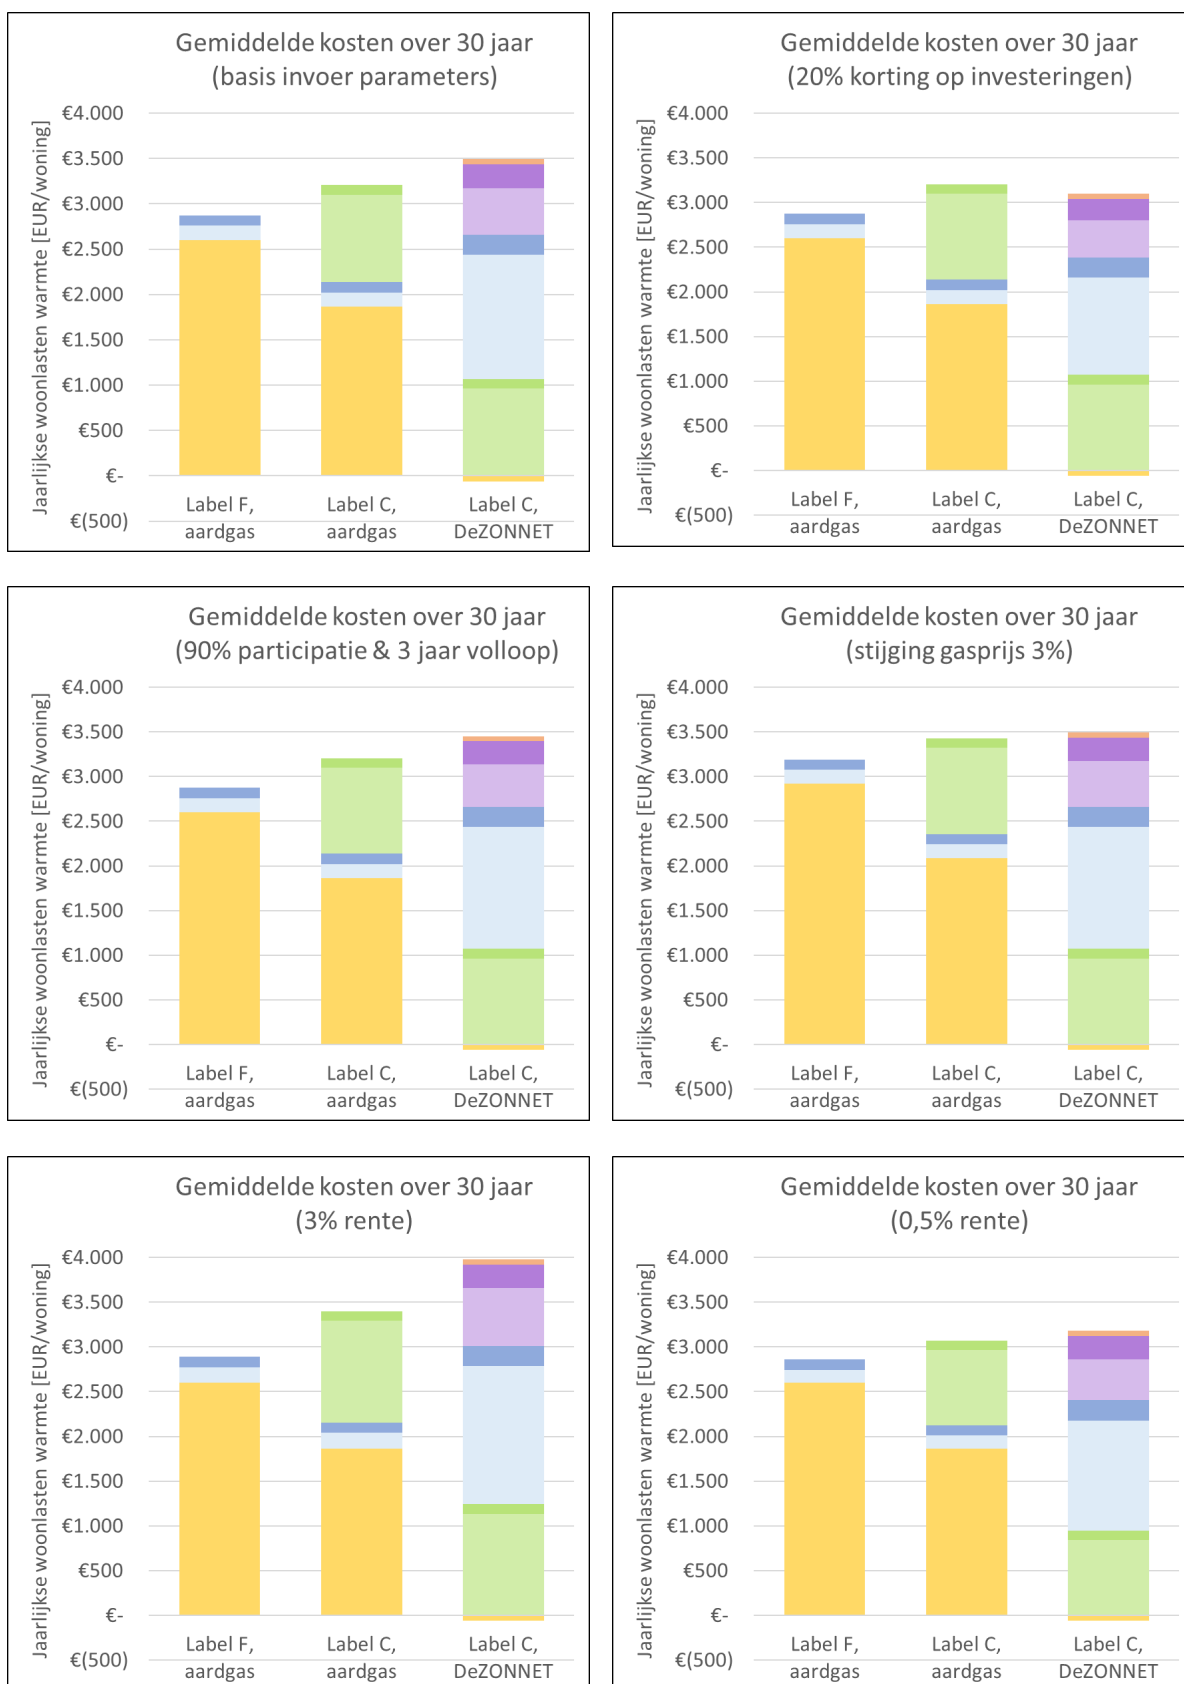 Gemiddelde kosten over 30 jaar
(basis invoer parameters)
Jaarlijkse woonlasten warmte [EUR/woning]
€4.000
€3.500
€3.000
€2.500
€2.000
€1.500
€1.000
€500
€-
€(500)
Label F,
aardgas
Label C,
aardgas
Label C,
DeZONNET
Gemiddelde kosten over 30 jaar
(20% korting op investeringen)
Jaarlijkse woonlasten warmte [EUR/woning]
€4.000
€3.500
€3.000
€2.500
€2.000
€1.500
€1.000
€500
€-
€(500)
Label F,
aardgas
Label C,
aardgas
Label C,
DeZONNET
Gemiddelde kosten over 30 jaar
(90% participatie & 3 jaar volloop)
Jaarlijkse woonlasten warmte [EUR/woning]
€4.000
€3.500
€3.000
€2.500
€2.000
€1.500
€1.000
€500
€-
€(500)
Label F,
aardgas
Label C,
aardgas
Label C,
DeZONNET
Gemiddelde kosten over 30 jaar
(stijging gasprijs 3%)
Jaarlijkse woonlasten warmte [EUR/woning]
€4.000
€3.500
€3.000
€2.500
€2.000
€1.500
€1.000
€500
€-
€(500)
Label F,
aardgas
Label C,
aardgas
Label C,
DeZONNET
Gemiddelde kosten over 30 jaar
(3% rente)
Jaarlijkse woonlasten warmte [EUR/woning]
€4.000
€3.500
€3.000
€2.500
€2.000
€1.500
€1.000
€500
€-
€(500)
Label F,
aardgas
Label C,
aardgas
Label C,
DeZONNET
Gemiddelde kosten over 30 jaar
(0,5% rente)
Jaarlijkse woonlasten warmte [EUR/woning]
€4.000
€3.500
€3.000
€2.500
€2.000
€1.500
€1.000
€500
€-
€(500)
Label F,
aardgas
Label C,
aardgas
Label C,
DeZONNET